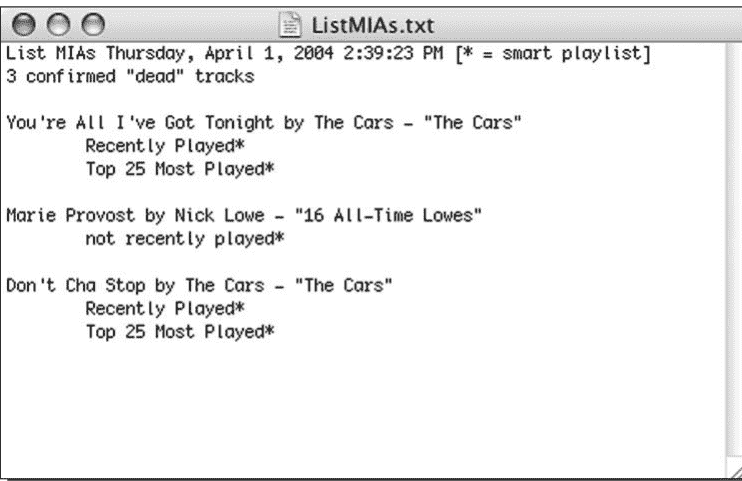 ListMIAs.txt
List MIAs Thursday, April 1, 2004 2:39:23 PM [* = smart playlist]
3 confirmed "dead" tracks
You're All I've Got Tonight by The Cars – "The Cars"
Recently Played*
Top 25 Most Played*
Marie Provost by Nick Lowe – "16 All-Time Lowes"
not recently played*
Don't Cha Stop by The Cars – "The Cars"
Recently Played*
Top 25 Most Played*